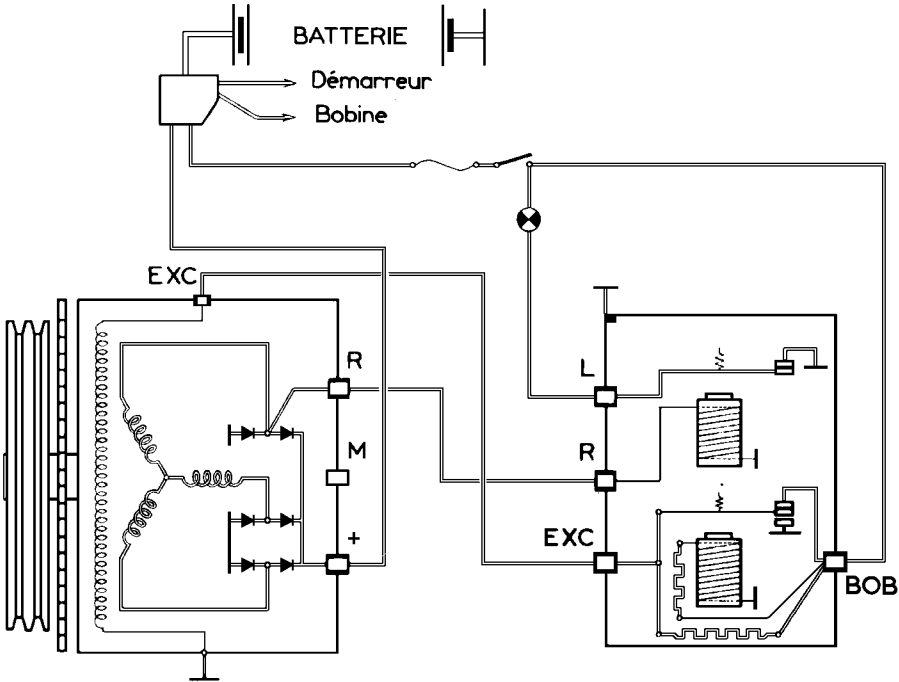 BATTERIE
Démarreur
Bobine
EXC
R
M
+
L
R
EXC
BOB